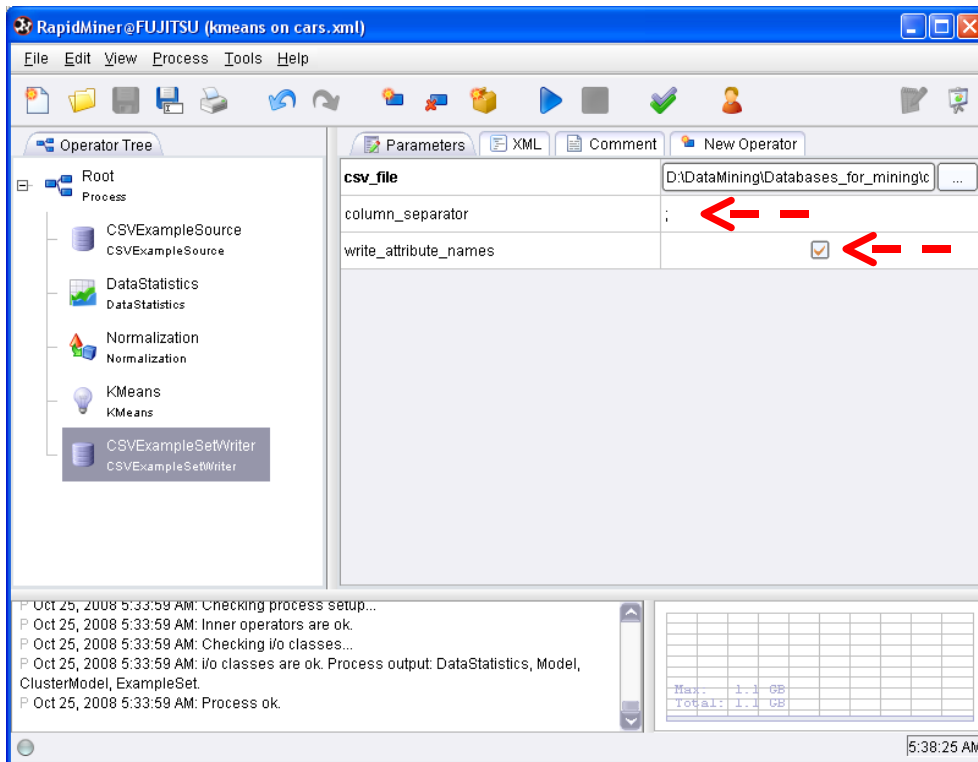 RapidMiner@FUJITSU (kmeans on cars.xml)
File Edit View Process Tools Help
Operator Tree
Parameters XML Comment New Operator
Root
Process
CSVExampleSource
CSVExampleSource
DataStatistics
DataStatistics
Normalization
Normalization
KMeans
KMeans
CSVExampleSetWriter
CSVExampleSetWriter
csv_file D:\DataMining\Databases_for_mining\c ...
column_separator ;
write_attribute_names
P Oct 25, 2008 5:33:59 AM: Checking process setup...
P Oct 25, 2008 5:33:59 AM: Inner operators are ok.
P Oct 25, 2008 5:33:59 AM: Checking i/o classes...
P Oct 25, 2008 5:33:59 AM: i/o classes are ok. Process output: DataStatistics, Model,
ClusterModel, ExampleSet.
P Oct 25, 2008 5:33:59 AM: Process ok.
Max: 1.1 GB
Total: 1.1 GB
5:38:25 AM